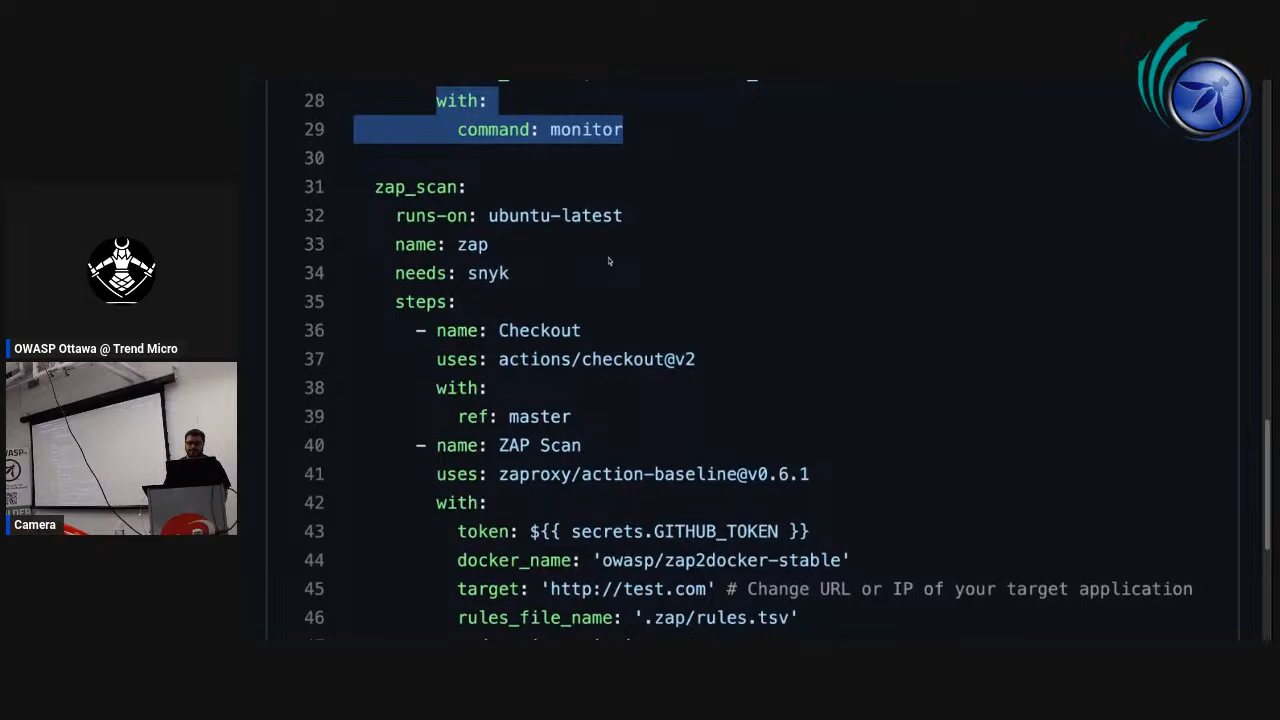 28 with:
29 command: monitor
30
31 zap_scan:
32 runs-on: ubuntu-latest
33 name: zap
34 needs: snyk
35 steps:
36 - name: Checkout
37 uses: actions/checkout@v2
38 with:
39 ref: master
40 - name: ZAP Scan
41 uses: zaproxy/action-baseline@v0.6.1
42 with:
43 token: ${{ secrets.GITHUB_TOKEN }}
44 docker_name: 'owasp/zap2docker-stable'
45 target: 'http://test.com' # Change URL or IP of your target application
46 rules_file_name: '.zap/rules.tsv'
OWASP Ottawa @ Trend Micro
Camera